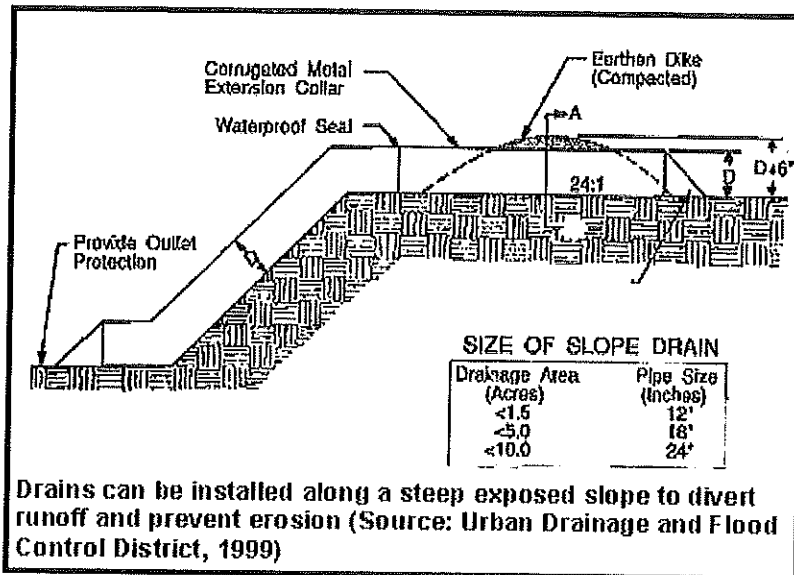 Corrugated Metal
Extension Collar
Earthen Dike
(Compacted)
A
Waterproof Seal
D
D+6"
24:1
Provide Outlet
Protection
D
SIZE OF SLOPE DRAIN
Drainage Area Pipe Size
(Acres) (Inches)
<1.5 12"
<5.0 18"
<10.0 24"
Drains can be installed along a steep exposed slope to divert
runoff and prevent erosion (Source: Urban Drainage and Flood
Control District, 1999)